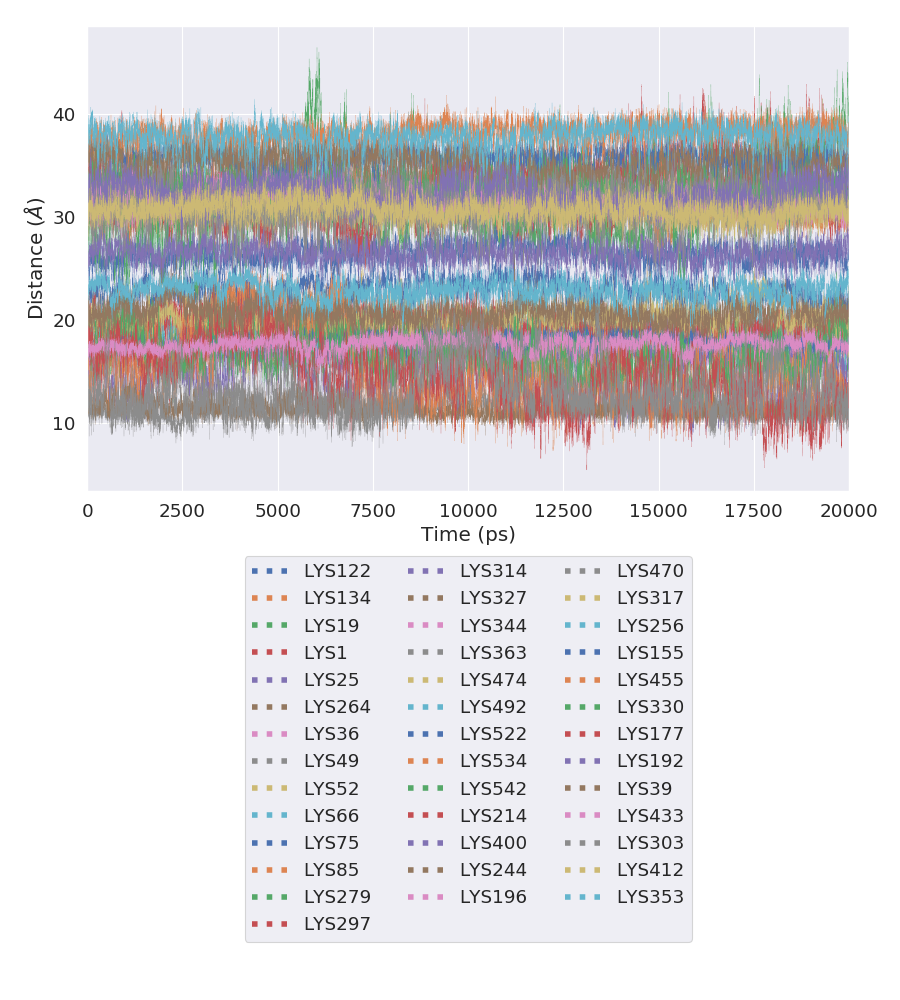 40
30
20
10
Distance (Å)
0 2500 5000 7500 10000 12500 15000 17500 20000
Time (ps)
LYS122 LYS314 LYS470
LYS134 LYS327 LYS317
LYS19 LYS344 LYS256
LYS1 LYS363 LYS155
LYS25 LYS474 LYS455
LYS264 LYS492 LYS330
LYS36 LYS522 LYS177
LYS49 LYS534 LYS192
LYS52 LYS542 LYS39
LYS66 LYS214 LYS433
LYS75 LYS400 LYS303
LYS85 LYS244 LYS412
LYS279 LYS196 LYS353
LYS297